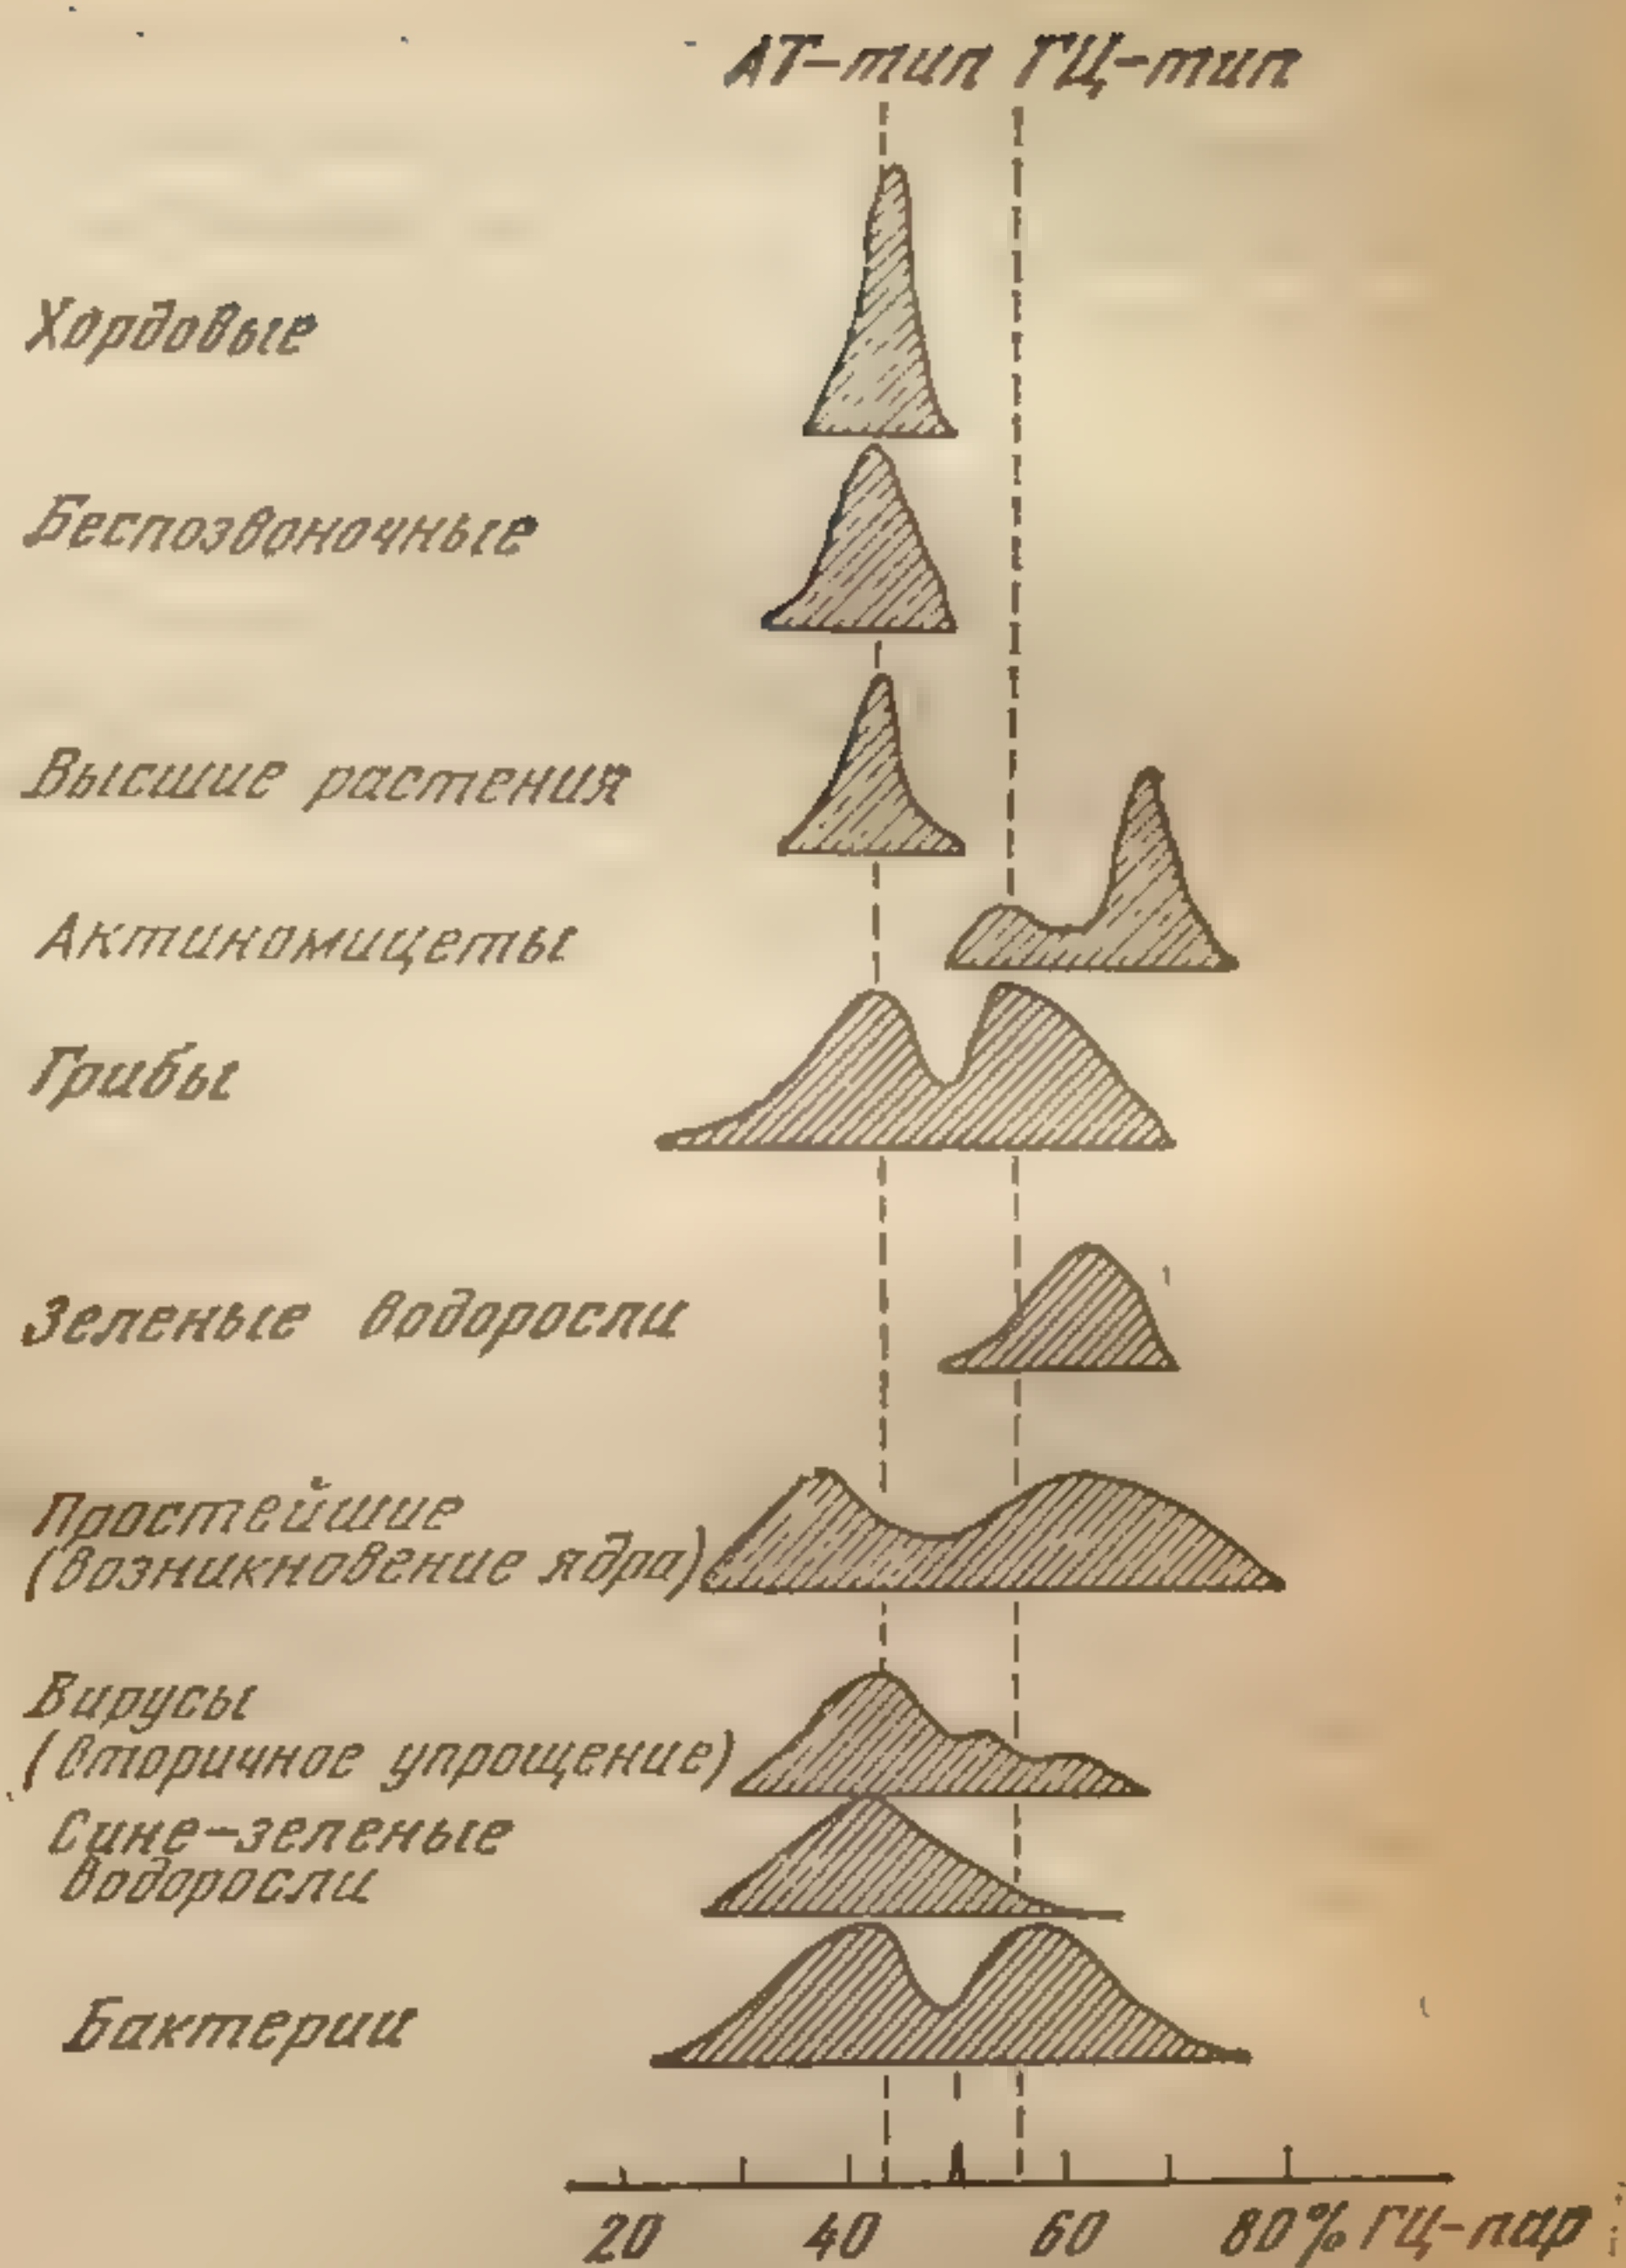 АТ-тип ГЦ-тип
Хордовые
Беспозвоночные
Высшие растения
Актиномицеты
Грибы
Зеленые водоросли
Простейшие
(возникновение ядра)
Вирусы
(вторичное упрощение)
Сине-зеленые
водоросли
Бактерии
20 40 60 80% ГЦ-пар